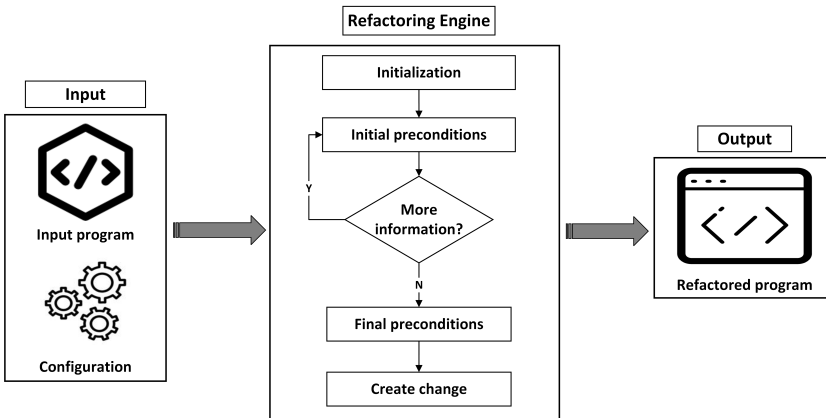 Refactoring Engine
Input
Input program
Configuration
Initialization
Initial preconditions
Y
More
information?
N
Final preconditions
Create change
Output
Refactored program